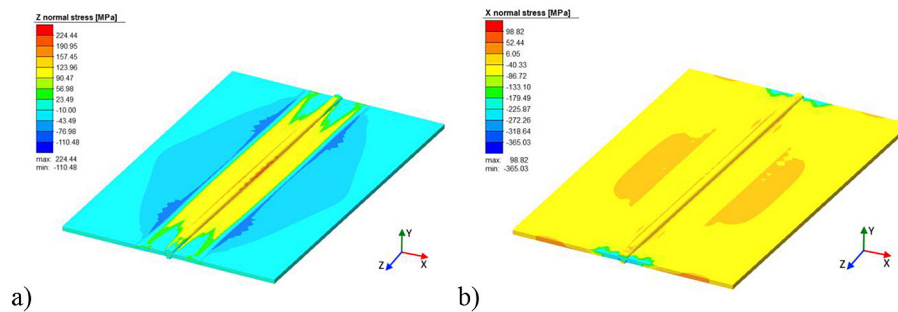 Z normal stress [MPa]
224.44
190.95
157.45
123.96
90.47
56.98
23.49
-10.00
-43.49
-76.98
-110.48
max: 224.44
min: -110.48
Y
Z
X
a)
X normal stress [MPa]
98.82
52.44
6.05
-40.33
-86.72
-133.10
-179.49
-225.87
-272.26
-318.64
-365.03
max: 98.82
min: -365.03
Y
Z
X
b)